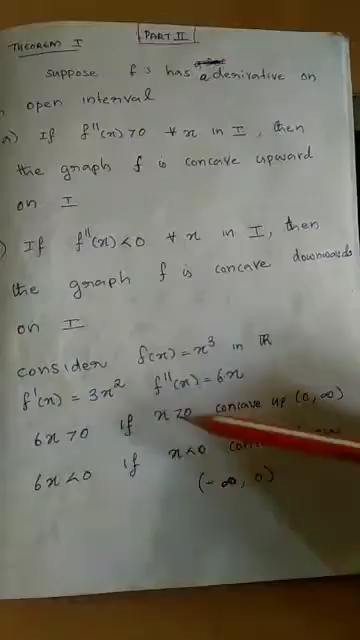 PART II
THEOREM I
suppose f s has a derivative on
open interval
a) If f"(x) > 0 ∀ x in I, then
the graph f is concave upward
on I
) If f"(x) < 0 ∀ x in I, then
the graph f is concave downwards
on I
consider f(x) = x³ in ℝ
f'(x) = 3x² f"(x) = 6x
6x > 0 if x > 0 concave up (0, ∞)
6x < 0 if x < 0
(-∞, 0)